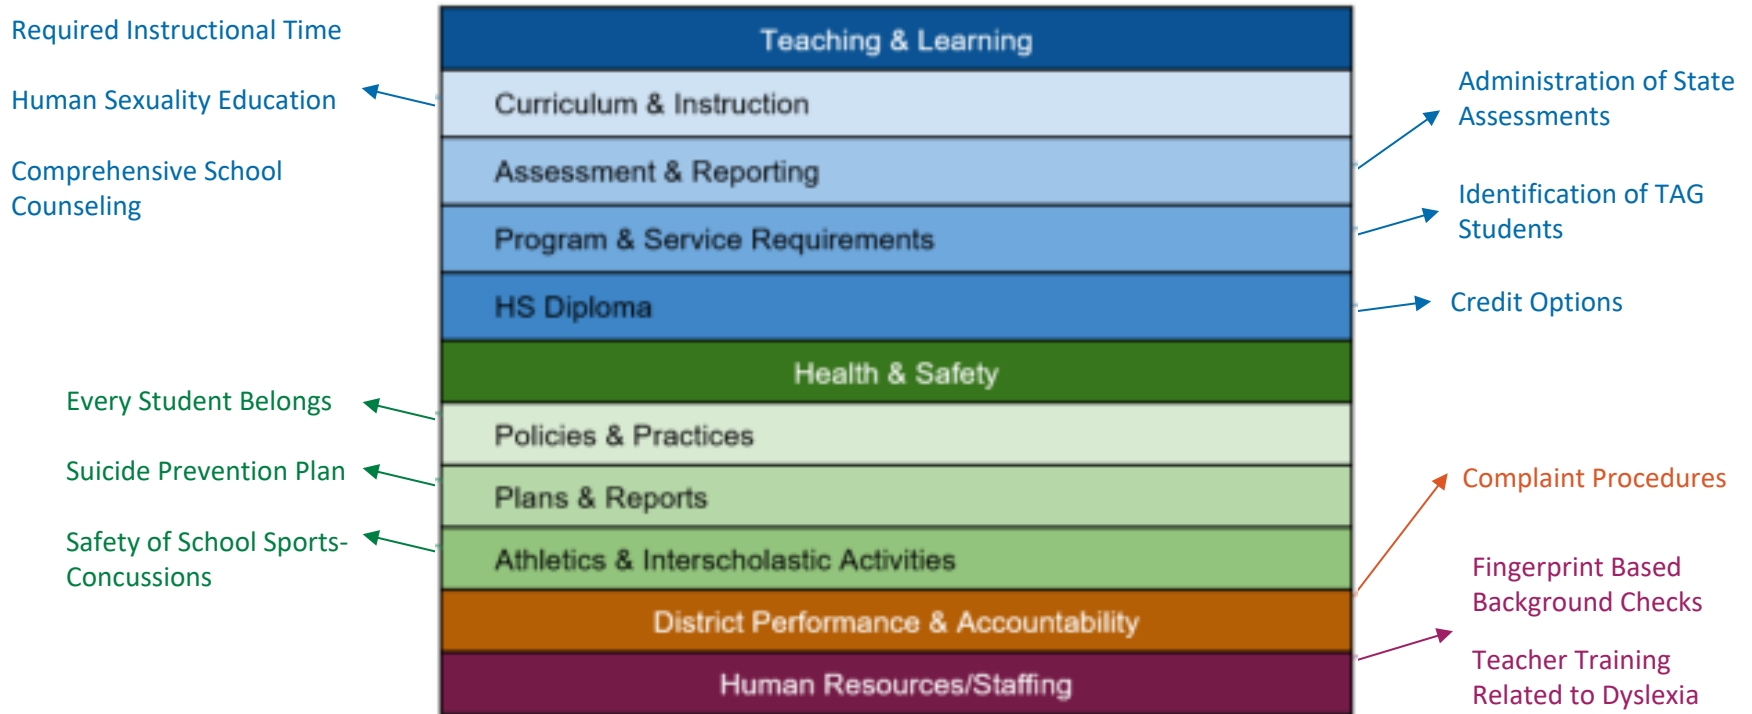 Required Instructional Time
Human Sexuality Education
Comprehensive School
Counseling
Teaching & Learning
Curriculum & Instruction
Assessment & Reporting
Program & Service Requirements
HS Diploma
Administration of State
Assessments
Identification of TAG
Students
Credit Options
Health & Safety
Every Student Belongs
Suicide Prevention Plan
Safety of School Sports-
Concussions
Policies & Practices
Plans & Reports
Athletics & Interscholastic Activities
District Performance & Accountability
Human Resources/Staffing
Complaint Procedures
Fingerprint Based
Background Checks
Teacher Training
Related to Dyslexia